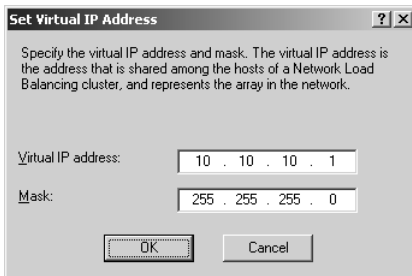 Set Virtual IP Address ? X
Specify the virtual IP address and mask. The virtual IP address is
the address that is shared among the hosts of a Network Load
Balancing cluster, and represents the array in the network.
Virtual IP address: 10 . 10 . 10 . 1
Mask: 255 . 255 . 255 . 0
OK Cancel